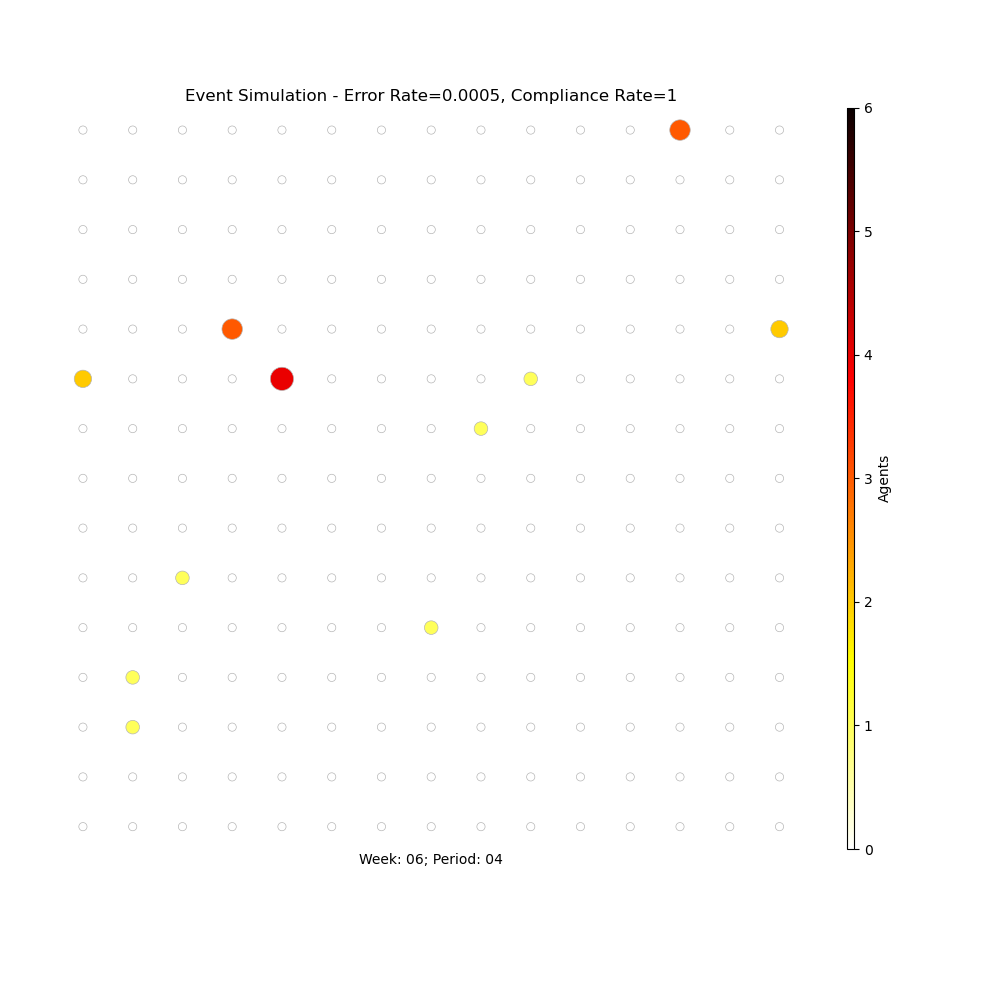 Event Simulation - Error Rate=0.0005, Compliance Rate=1
6
5
4
3
2
1
0
Agents
Week: 06; Period: 04